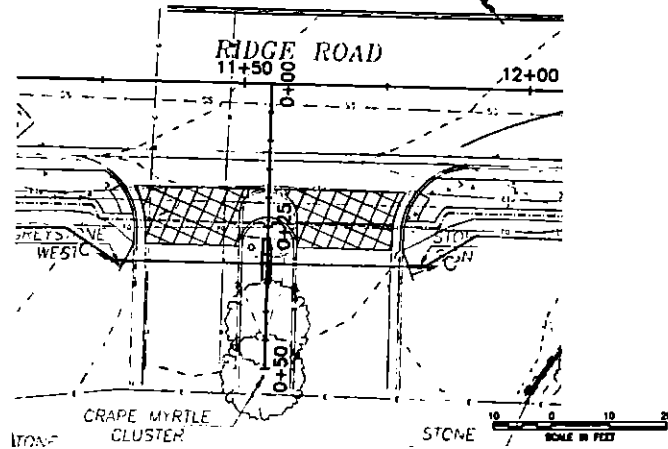 RIDGE ROAD
11+50
12+00
0+00
0+25
WEST
0+50
CRAPE MYRTLE
CLUSTER
STONE
10 0 10 20
SCALE IN FEET